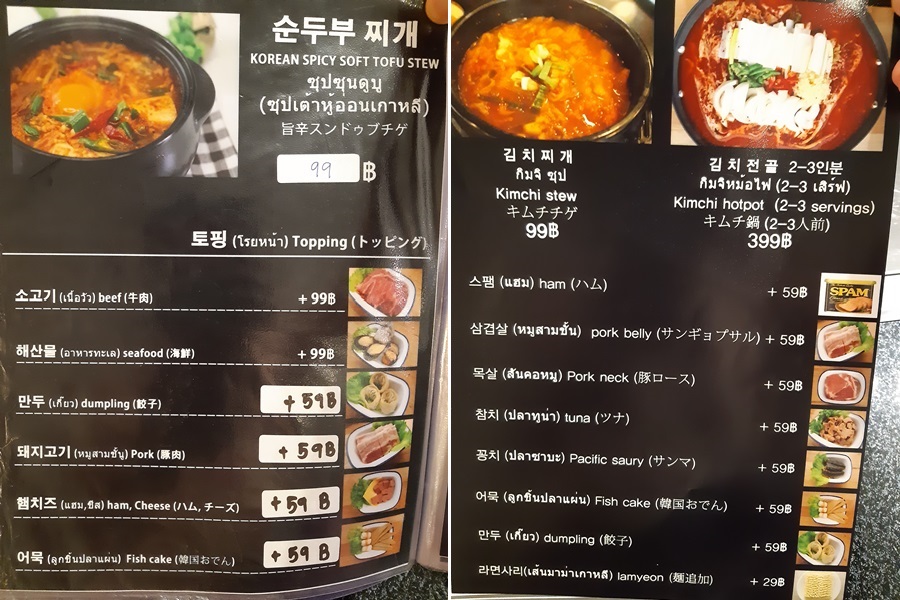 순두부 찌개
KOREAN SPICY SOFT TOFU STEW
ซุปซุนดูบู
(ซุปเต้าหู้ออนเกาหลี)
旨辛スンドゥブチゲ
99 ฿
토핑 (โรยหน้า) Topping (トッピング)
소고기 (เนื้อวัว) beef (牛肉) + 99฿
해산물 (อาหารทะเล) seafood (海鮮) + 99฿
만두 (เกี๊ยว) dumpling (餃子) + 59฿
돼지고기 (หมูสามชั้น) Pork (豚肉) + 59฿
햄치즈 (แฮม,ชีส) ham, Cheese (ハム, チーズ) + 59 ฿
어묵 (ลูกชิ้นปลาแผ่น) Fish cake (韓国おでん) + 59 ฿
김치찌개
กิมจิ ซุป
Kimchi stew
キムチチゲ
99฿
김치전골 2-3인분
กิมจิหม้อไฟ (2-3 เสิร์ฟ)
Kimchi hotpot (2-3 servings)
キムチ鍋 (2-3人前)
399฿
스팸 (แฮม) ham (ハム) + 59฿
SPAM
삼겹살 (หมูสามชั้น) pork belly (サンギョプサル) + 59฿
목살 (สันคอหมู) Pork neck (豚ロース) + 59฿
참치 (ปลาทูน่า) tuna (ツナ) + 59฿
꽁치 (ปลาซาบะ) Pacific saury (サンマ) + 59฿
어묵 (ลูกชิ้นปลาแผ่น) Fish cake (韓国おでん) + 59฿
만두 (เกี๊ยว) dumpling (餃子) + 59฿
라면사리(เส้นมาม่าเกาหลี) lamyeon (麺追加) + 29฿